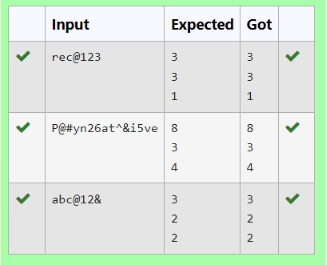 Input Expected Got
rec@123 3 3
3 3
1 1
P@#yn26at^&i5ve 8 8
3 3
4 4
abc@12& 3 3
2 2
2 2